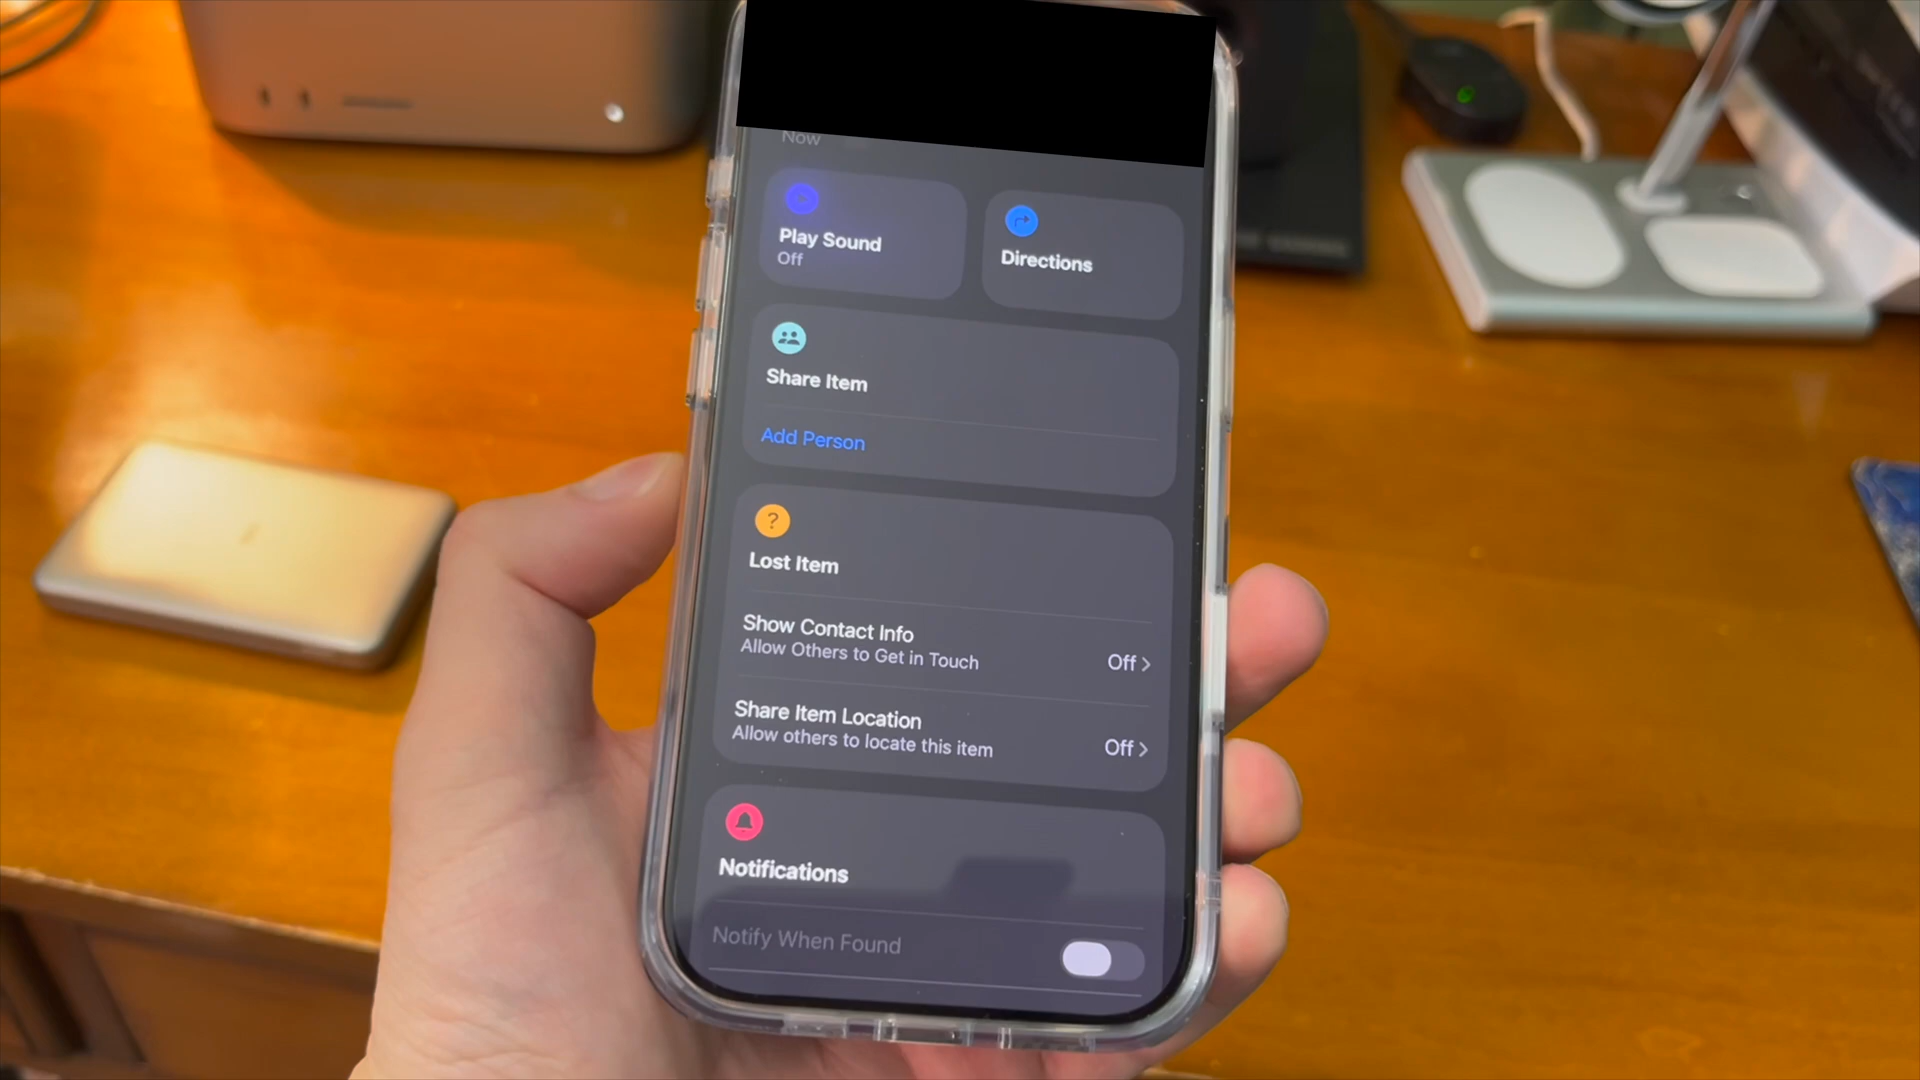 Now
Play Sound
Off
Directions
Share Item
Add Person
?
Lost Item
Show Contact Info
Allow Others to Get in Touch
Off
Share Item Location
Allow others to locate this item
Off
Notifications
Notify When Found